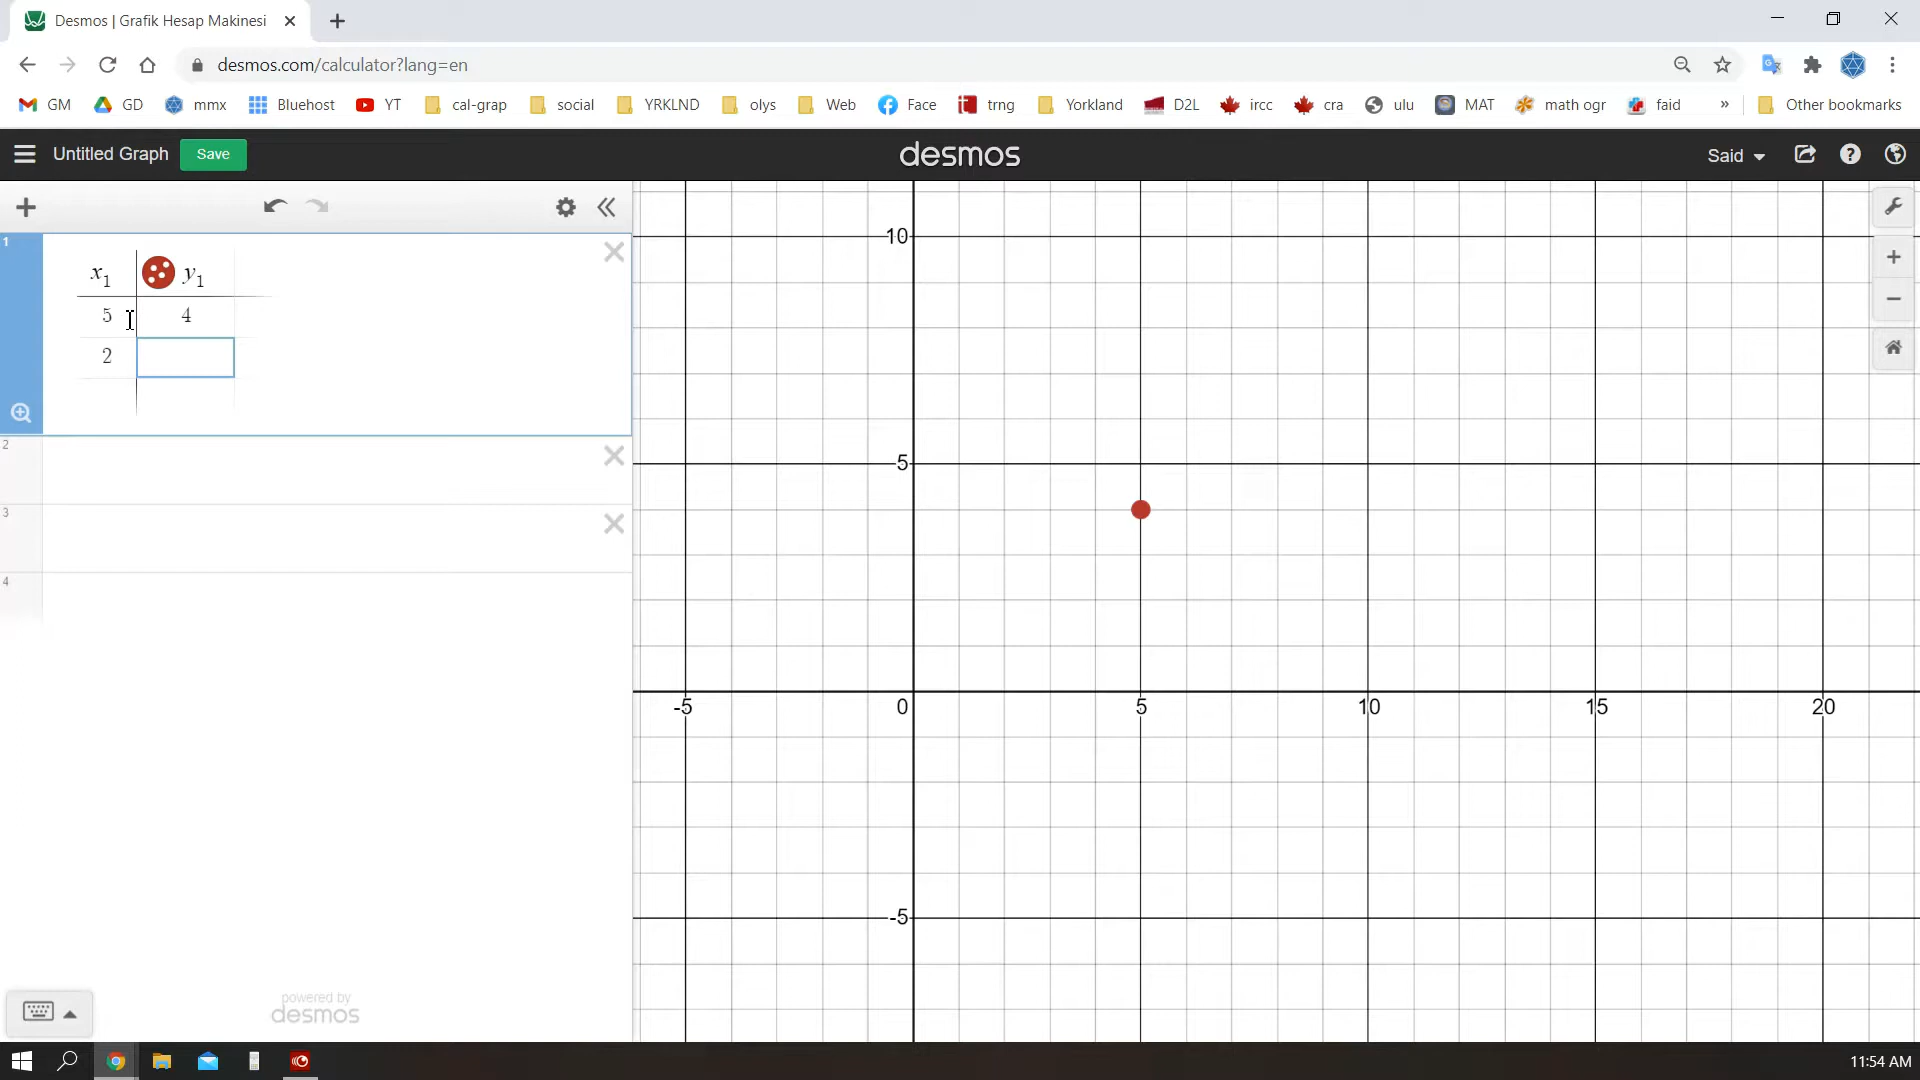 Desmos | Grafik Hesap Makinesi
desmos.com/calculator?lang=en
GM GD mmx Bluehost YT cal-grap social YRKLND olys Web Face trng Yorkland D2L ircc cra ulu MAT math ogr faid » Other bookmarks
Untitled Graph Save desmos Said
1
x1 y1
5 4
2
2
3
4
10
5
-5 0 5 10 15 20
-5
powered by
desmos
11:54 AM